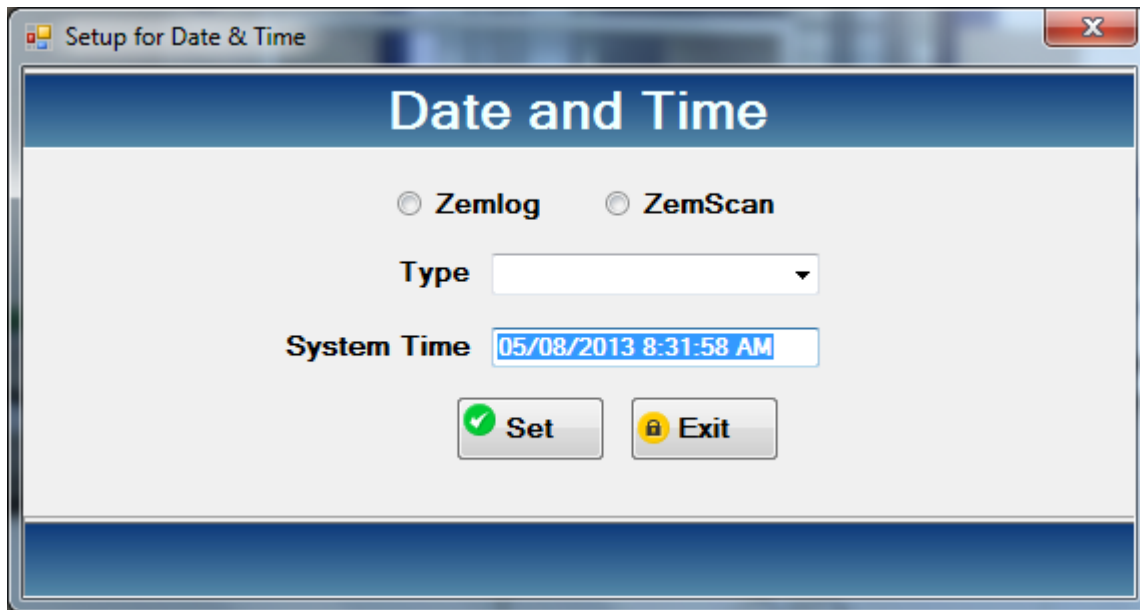 Setup for Date & Time
Date and Time
Zemlog ZemScan
Type
System Time 05/08/2013 8:31:58 AM
Set Exit